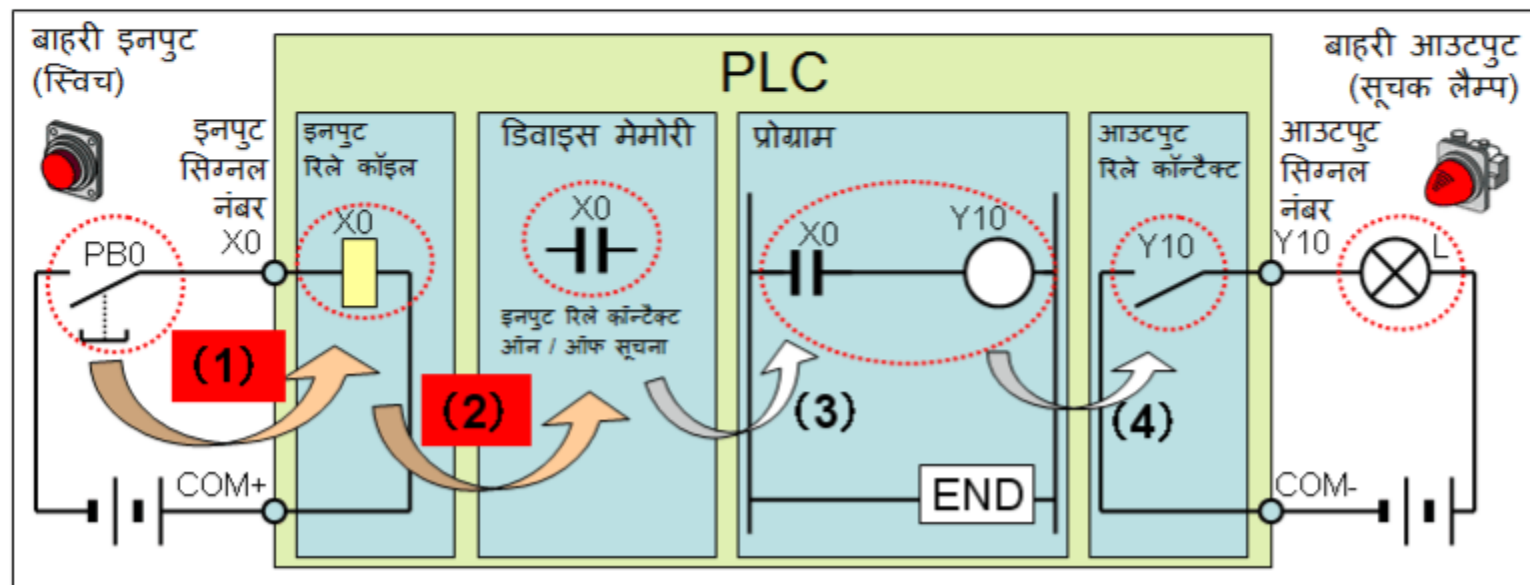 बाहरी इनपुट
(स्विच)
PLC
बाहरी आउटपुट
(सूचक लैम्प)
इनपुट
सिग्नल
नंबर
X0
इनपुट
रिले कॉइल
X0
डिवाइस मेमोरी
X0
इनपुट रिले कॉन्टैक्ट
ऑन / ऑफ सूचना
प्रोग्राम
X0
Y10
END
आउटपुट
रिले कॉन्टैक्ट
Y10
आउटपुट
सिग्नल
नंबर
Y10
L
PB0
(1)
(2)
(3)
(4)
COM+
COM-